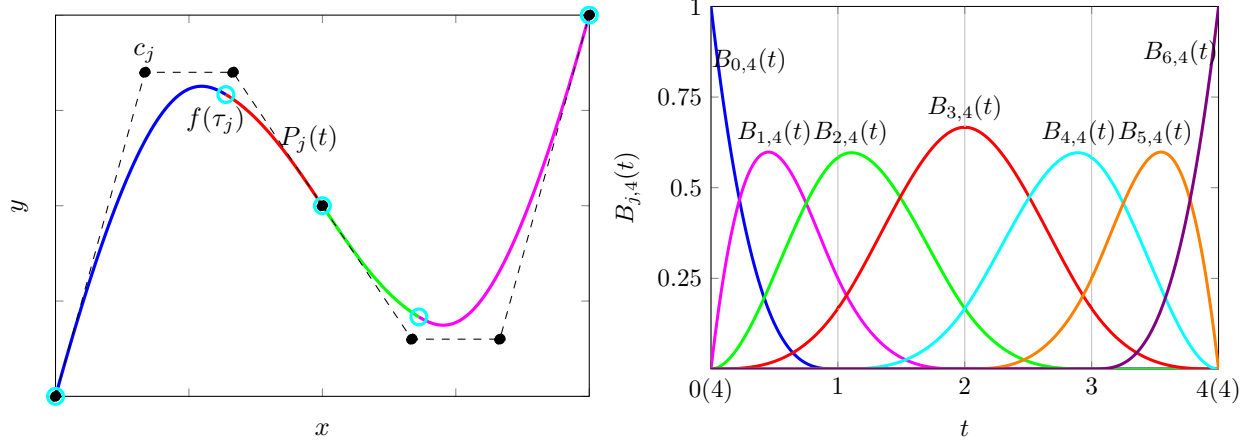 c_j
f(τ_j)
P_j(t)
y
x
1
0.75
0.5
0.25
B_{j,4}(t)
B_{0,4}(t)
B_{1,4}(t)
B_{2,4}(t)
B_{3,4}(t)
B_{4,4}(t)
B_{5,4}(t)
B_{6,4}(t)
0(4) 1 2 3 4(4)
t